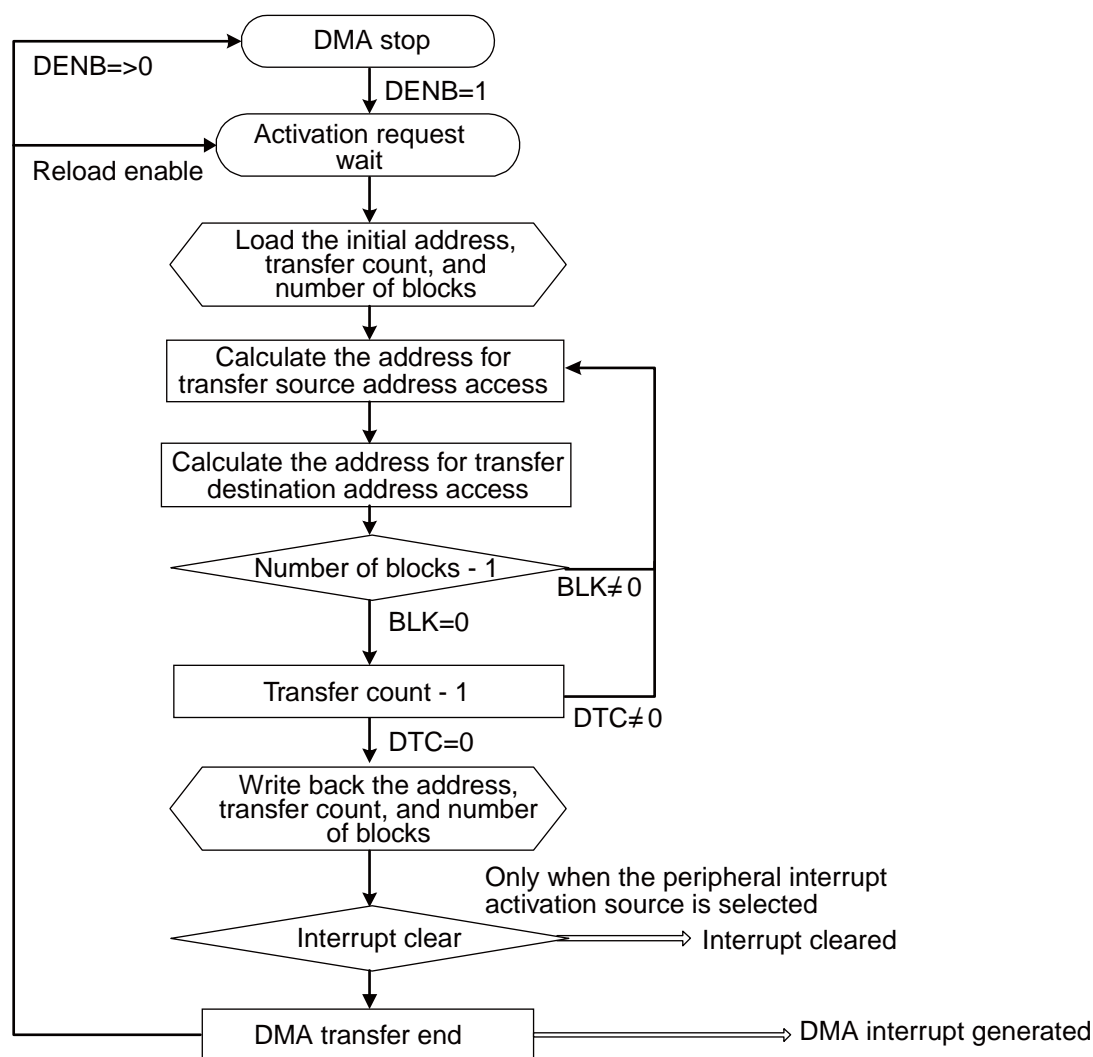 DMA stop
DENB=>0
DENB=1
Activation request
wait
Reload enable
Load the initial address,
transfer count, and
number of blocks
Calculate the address for
transfer source address access
Calculate the address for transfer
destination address access
Number of blocks - 1
BLK≠0
BLK=0
Transfer count - 1
DTC≠0
DTC=0
Write back the address,
transfer count, and number
of blocks
Only when the peripheral interrupt
activation source is selected
Interrupt clear
Interrupt cleared
DMA transfer end
DMA interrupt generated